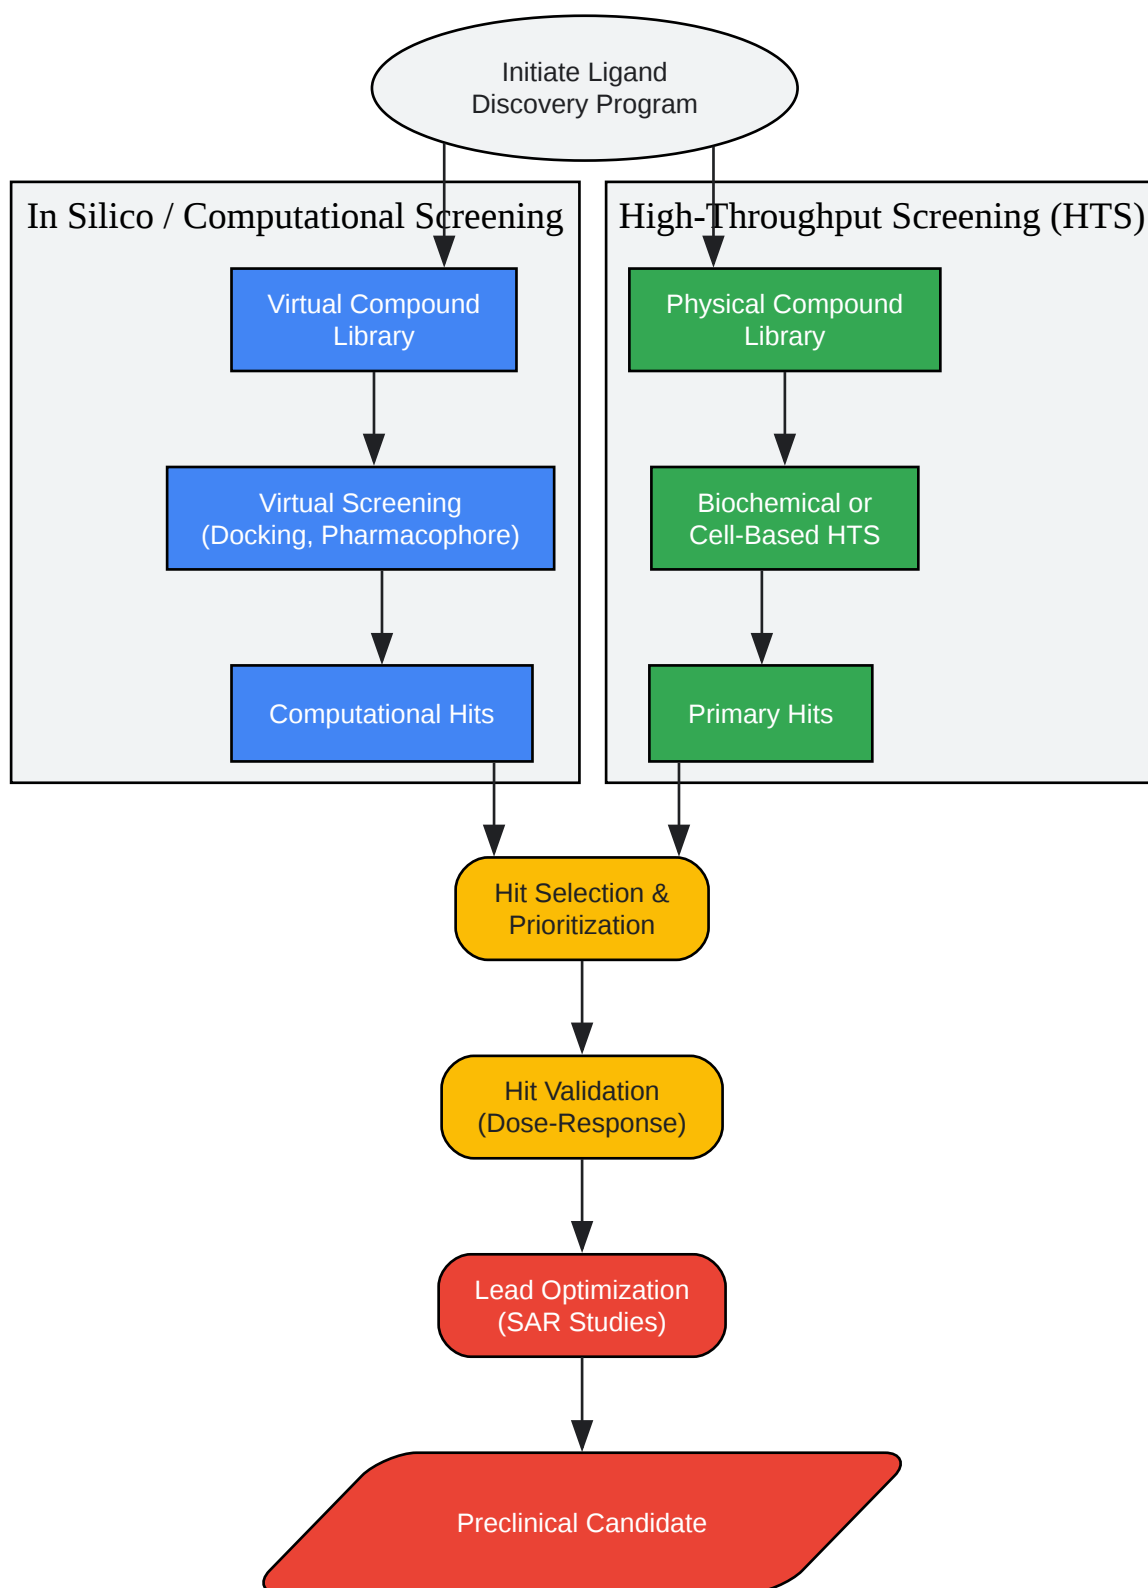 Initiate Ligand
Discovery Program
In Silico / Computational Screening
High-Throughput Screening (HTS)
Virtual Compound
Library
Physical Compound
Library
Virtual Screening
(Docking, Pharmacophore)
Biochemical or
Cell-Based HTS
Computational Hits
Primary Hits
Hit Selection &
Prioritization
Hit Validation
(Dose-Response)
Lead Optimization
(SAR Studies)
Preclinical Candidate